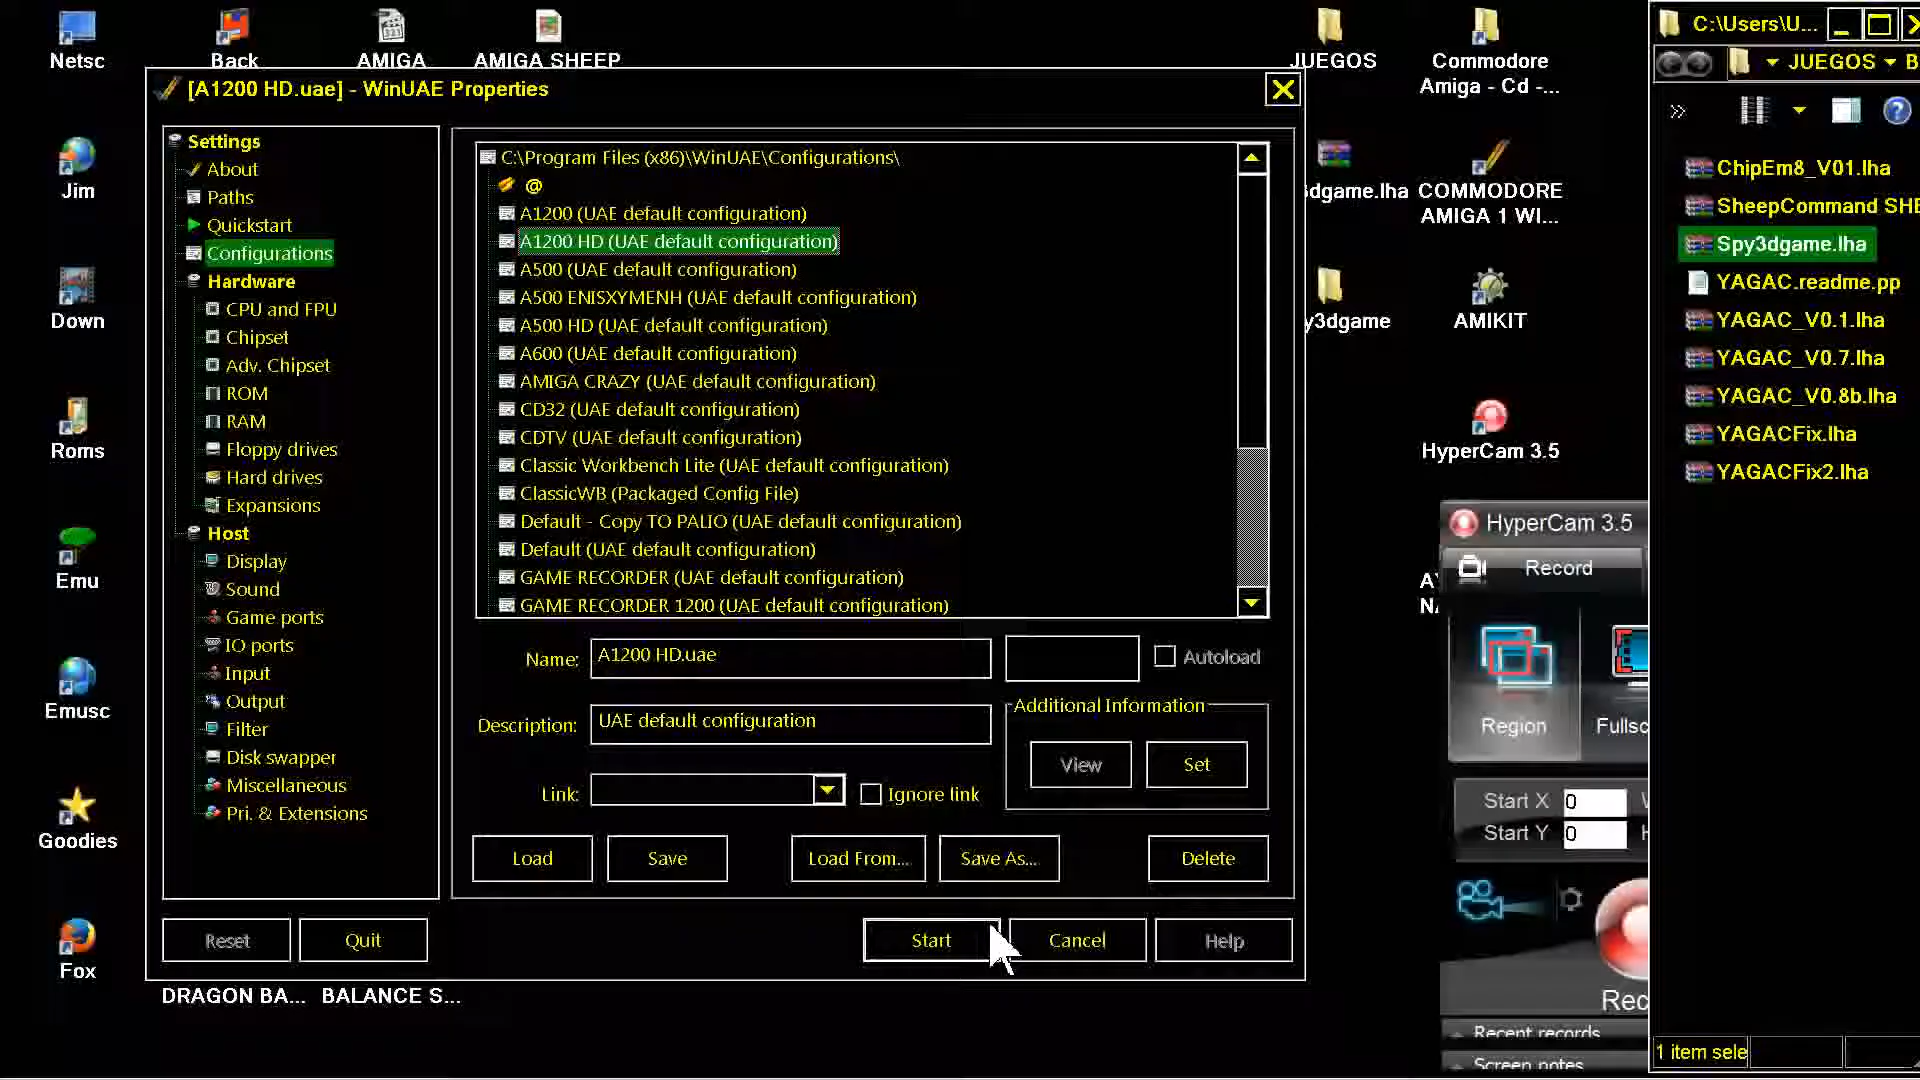 Netsc
Back
AMIGA
AMIGA SHEEP
JUEGOS
Commodore
Amiga - Cd -...
C:\Users\U...
JUEGOS
[A1200 HD.uae] - WinUAE Properties
Settings
About
Paths
Quickstart
Configurations
Hardware
CPU and FPU
Chipset
Adv. Chipset
ROM
RAM
Floppy drives
Hard drives
Expansions
Host
Display
Sound
Game ports
IO ports
Input
Output
Filter
Disk swapper
Miscellaneous
Pri. & Extensions
C:\Program Files (x86)\WinUAE\Configurations\
@
A1200 (UAE default configuration)
A1200 HD (UAE default configuration)
A500 (UAE default configuration)
A500 ENISXYMENH (UAE default configuration)
A500 HD (UAE default configuration)
A600 (UAE default configuration)
AMIGA CRAZY (UAE default configuration)
CD32 (UAE default configuration)
CDTV (UAE default configuration)
Classic Workbench Lite (UAE default configuration)
ClassicWB (Packaged Config File)
Default - Copy TO PALIO (UAE default configuration)
Default (UAE default configuration)
GAME RECORDER (UAE default configuration)
GAME RECORDER 1200 (UAE default configuration)
Name: A1200 HD.uae
Autoload
Description: UAE default configuration
Additional Information
View
Set
Link:
Ignore link
Load
Save
Load From...
Save As...
Delete
Reset
Quit
Start
Cancel
Help
Jim
Down
Roms
Emu
Emusc
Goodies
Fox
DRAGON BA...
BALANCE S...
3dgame.lha
COMMODORE
AMIGA 1 WI...
y3dgame
AMIKIT
HyperCam 3.5
HyperCam 3.5
Record
Region
Fullsc
Start X 0
Start Y 0
Rec
Recent records
Screen notes
ChipEm8_V01.lha
SheepCommand SHE
Spy3dgame.lha
YAGAC.readme.pp
YAGAC_V0.1.lha
YAGAC_V0.7.lha
YAGAC_V0.8b.lha
YAGACFix.lha
YAGACFix2.lha
1 item sele